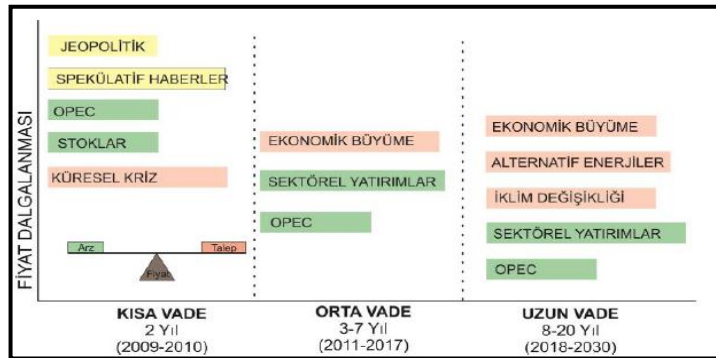 FİYAT DALGALANMASI
JEOPOLİTİK
SPEKÜLATİF HABERLER
OPEC
STOKLAR
KÜRESEL KRİZ
Arz
Talep
Fiyat
KISA VADE
2 Yıl
(2009-2010)
EKONOMİK BÜYÜME
SEKTÖREL YATIRIMLAR
OPEC
ORTA VADE
3-7 Yıl
(2011-2017)
EKONOMİK BÜYÜME
ALTERNATİF ENERJİLER
İKLİM DEĞİŞİKLİĞİ
SEKTÖREL YATIRIMLAR
OPEC
UZUN VADE
8-20 Yıl
(2018-2030)